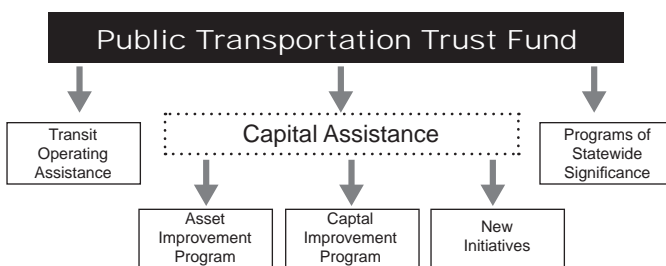 Public Transportation Trust Fund
Transit
Operating
Assistance
Capital Assistance
Programs of
Statewide
Significance
Asset
Improvement
Program
Captal
Improvement
Program
New
Initiatives